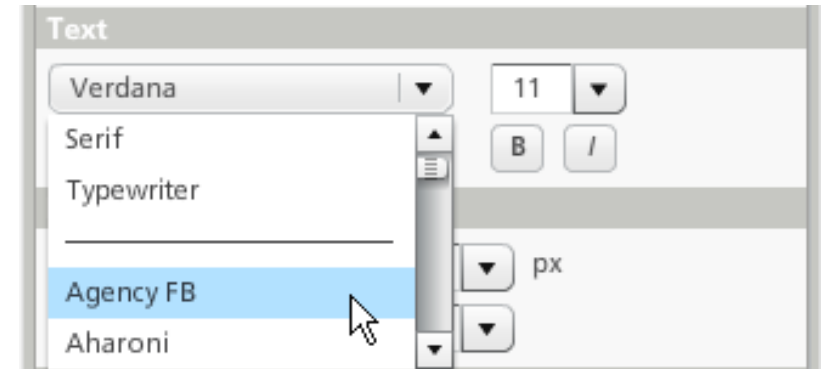 Text
Verdana 11
Serif
B I
Typewriter
px
Agency FB
Aharoni